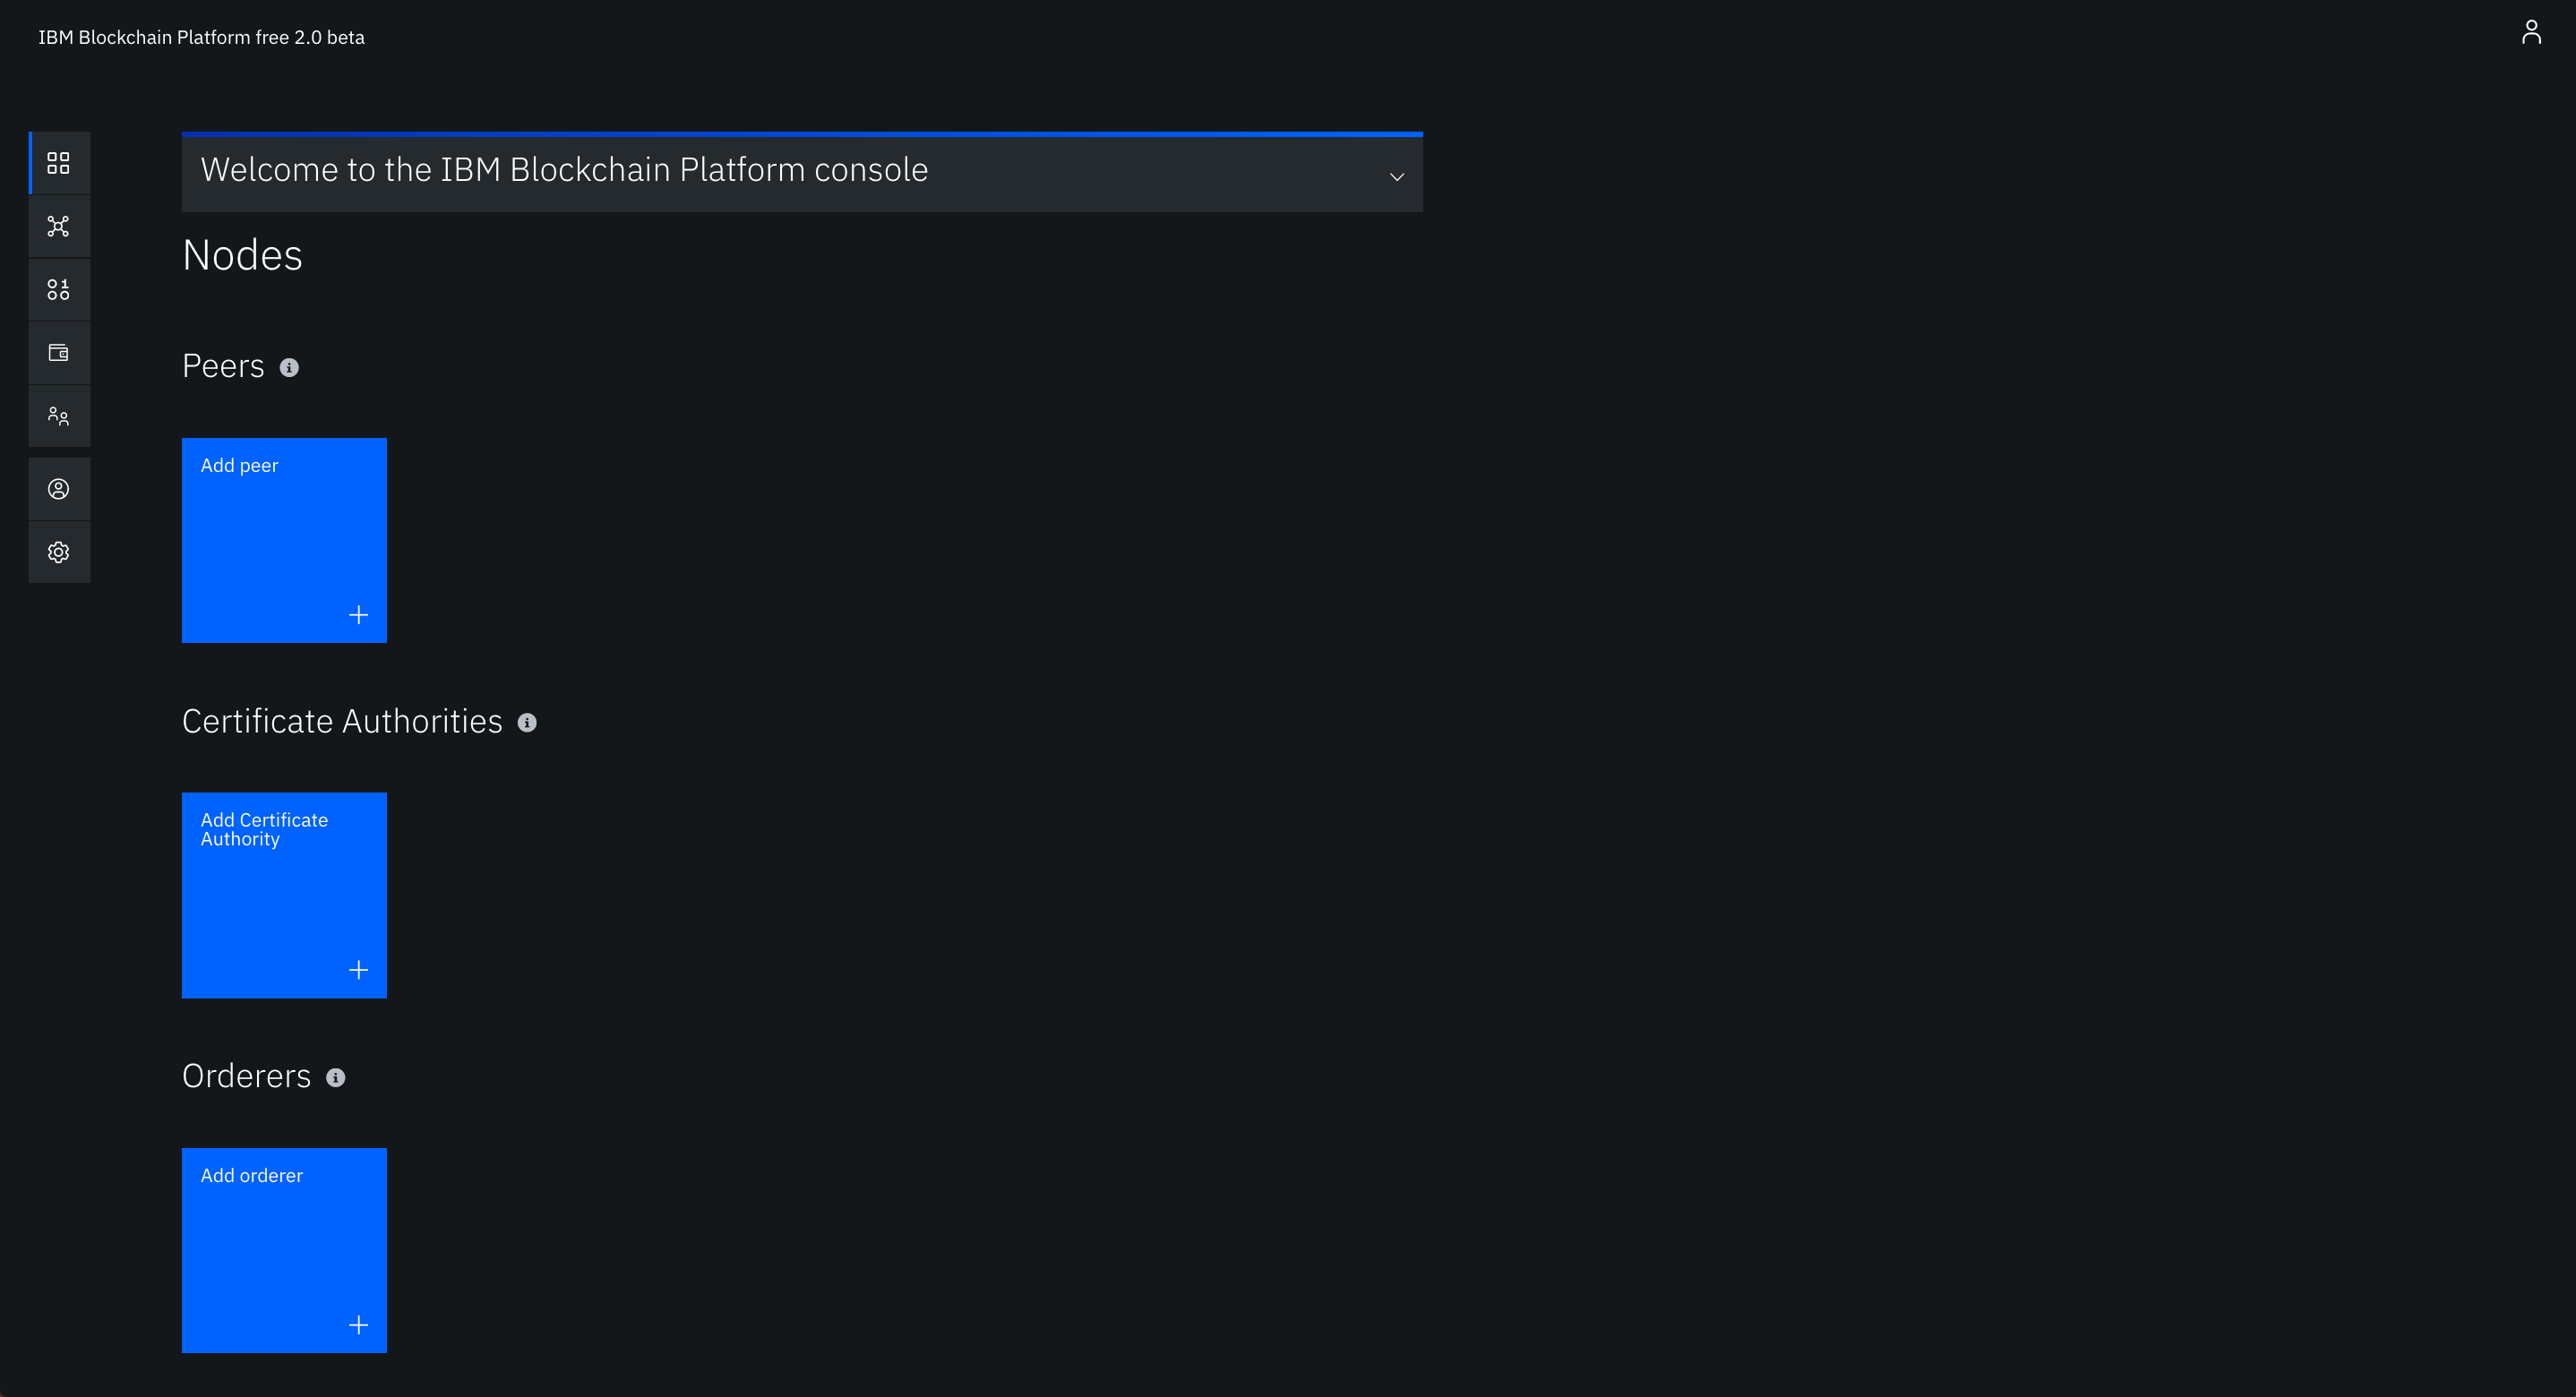 IBM Blockchain Platform free 2.0 beta
Welcome to the IBM Blockchain Platform console
Nodes
Peers
Add peer
Certificate Authorities
Add Certificate
Authority
Orderers
Add orderer